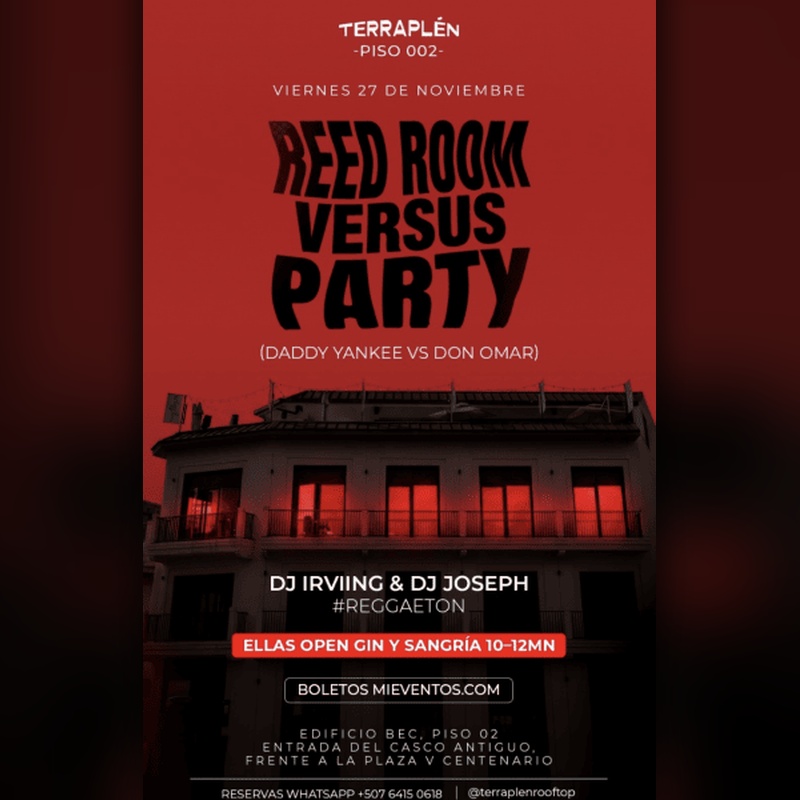 TERRAPLÉN
-PISO 002-
VIERNES 27 DE NOVIEMBRE
REED ROOM
VERSUS
PARTY
(DADDY YANKEE VS DON OMAR)
DJ IRVIING & DJ JOSEPH
#REGGAETON
ELLAS OPEN GIN Y SANGRÍA 10–12MN
BOLETOS MIEVENTOS.COM
EDIFICIO BEC, PISO 02
ENTRADA DEL CASCO ANTIGUO,
FRENTE A LA PLAZA V CENTENARIO
RESERVAS WHATSAPP +507 6415 0618 | @terraplenrooftop